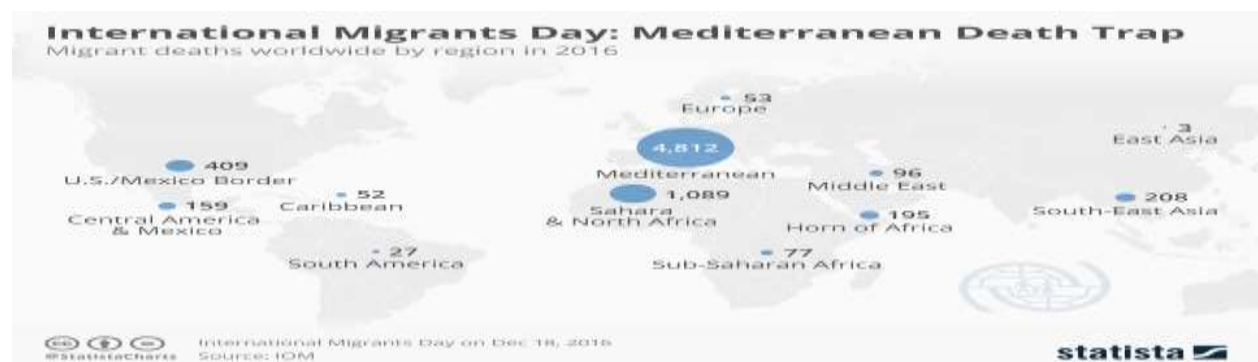 International Migrants Day: Mediterranean Death Trap
Migrant deaths worldwide by region in 2016
53
Europe
3
East Asia
4,812
Mediterranean
409
U.S./Mexico Border
96
Middle East
52
Caribbean
1,089
Sahara
& North Africa
159
Central America
& Mexico
208
South-East Asia
195
Horn of Africa
27
South America
77
Sub-Saharan Africa
@StatistaCharts
International Migrants Day on Dec 18, 2016
Source: IOM
statista